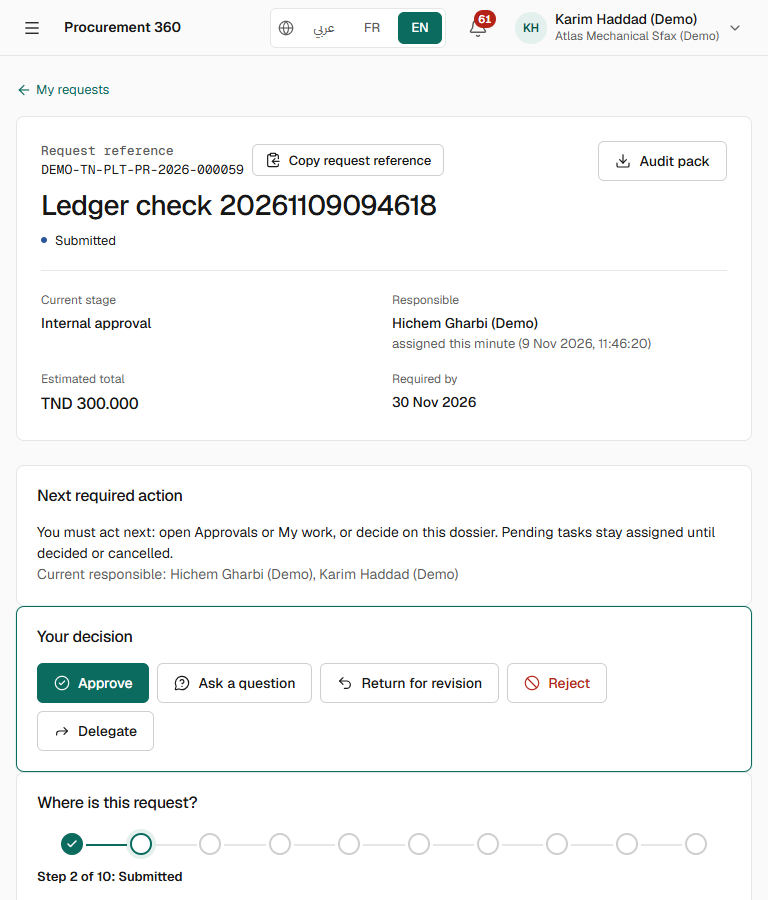 Procurement 360
عربي
FR
EN
61
KH
Karim Haddad (Demo)
Atlas Mechanical Sfax (Demo)
My requests
Request reference
DEMO-TN-PLT-PR-2026-000059
Copy request reference
Audit pack
Ledger check 20261109094618
Submitted
Current stage
Internal approval
Responsible
Hichem Gharbi (Demo)
assigned this minute (9 Nov 2026, 11:46:20)
Estimated total
TND 300.000
Required by
30 Nov 2026
Next required action
You must act next: open Approvals or My work, or decide on this dossier. Pending tasks stay assigned until
decided or cancelled.
Current responsible: Hichem Gharbi (Demo), Karim Haddad (Demo)
Your decision
Approve
Ask a question
Return for revision
Reject
Delegate
Where is this request?
Step 2 of 10: Submitted